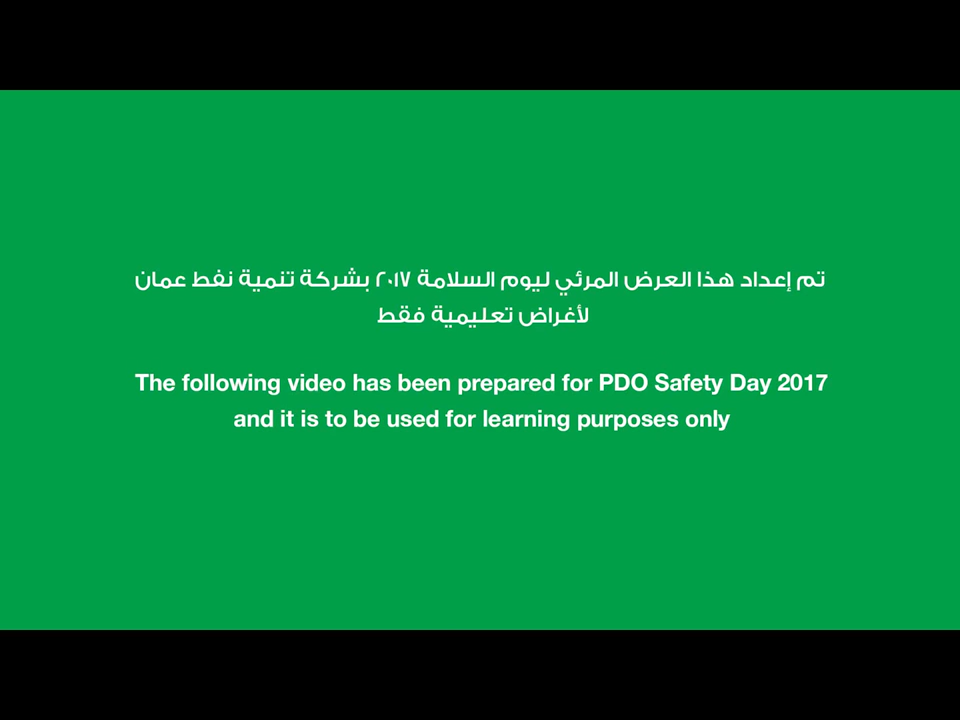 تم إعداد هذا العرض المرئي ليوم السلامة ٢٠١٧ بشركة تنمية نفط عمان
لأغراض تعليمية فقط
The following video has been prepared for PDO Safety Day 2017
and it is to be used for learning purposes only